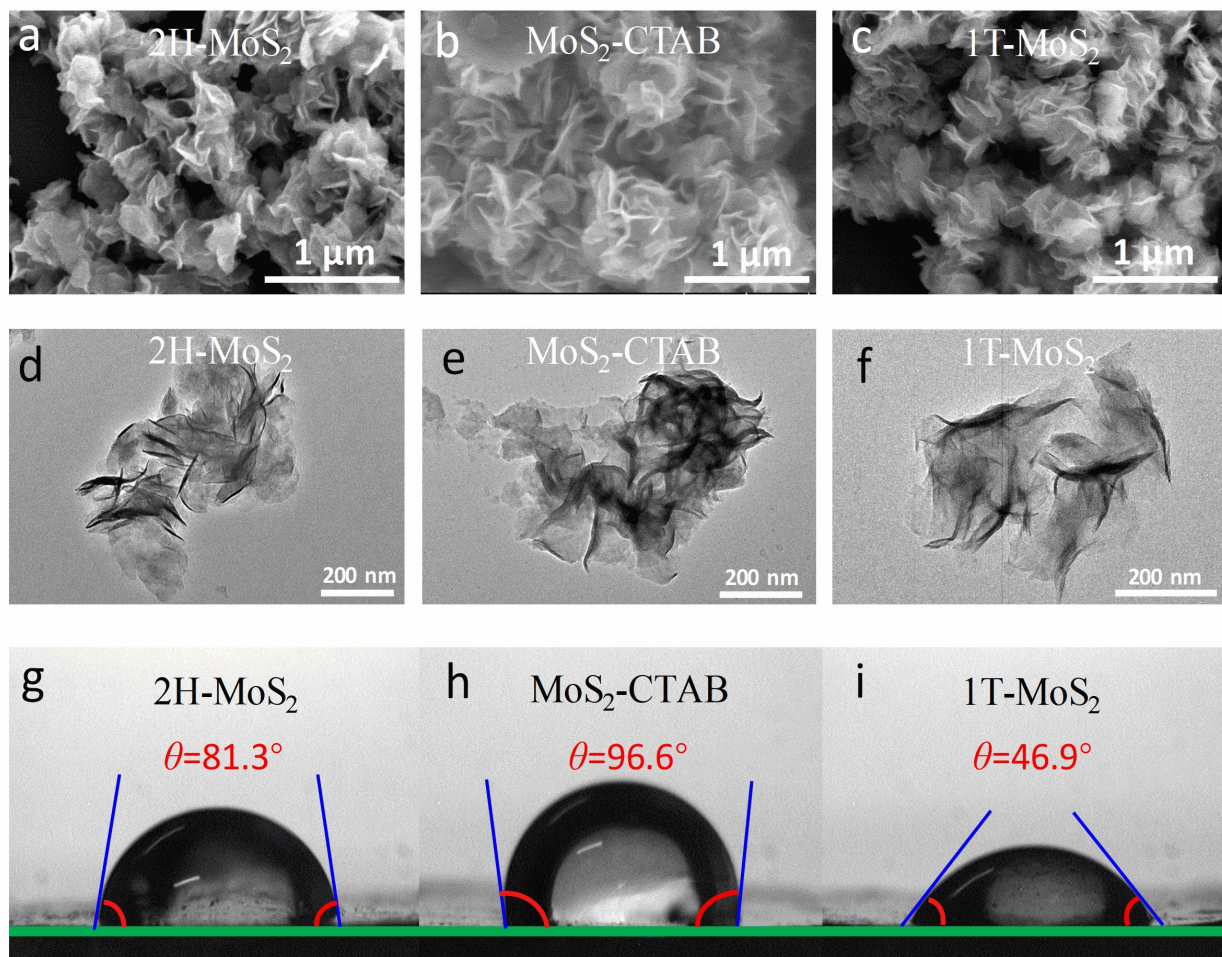 a
2H-MoS₂
1 μm
b
MoS₂-CTAB
1 μm
c
1T-MoS₂
1 μm
d
2H-MoS₂
200 nm
e
MoS₂-CTAB
200 nm
f
1T-MoS₂
200 nm
g
2H-MoS₂
θ=81.3°
h
MoS₂-CTAB
θ=96.6°
i
1T-MoS₂
θ=46.9°